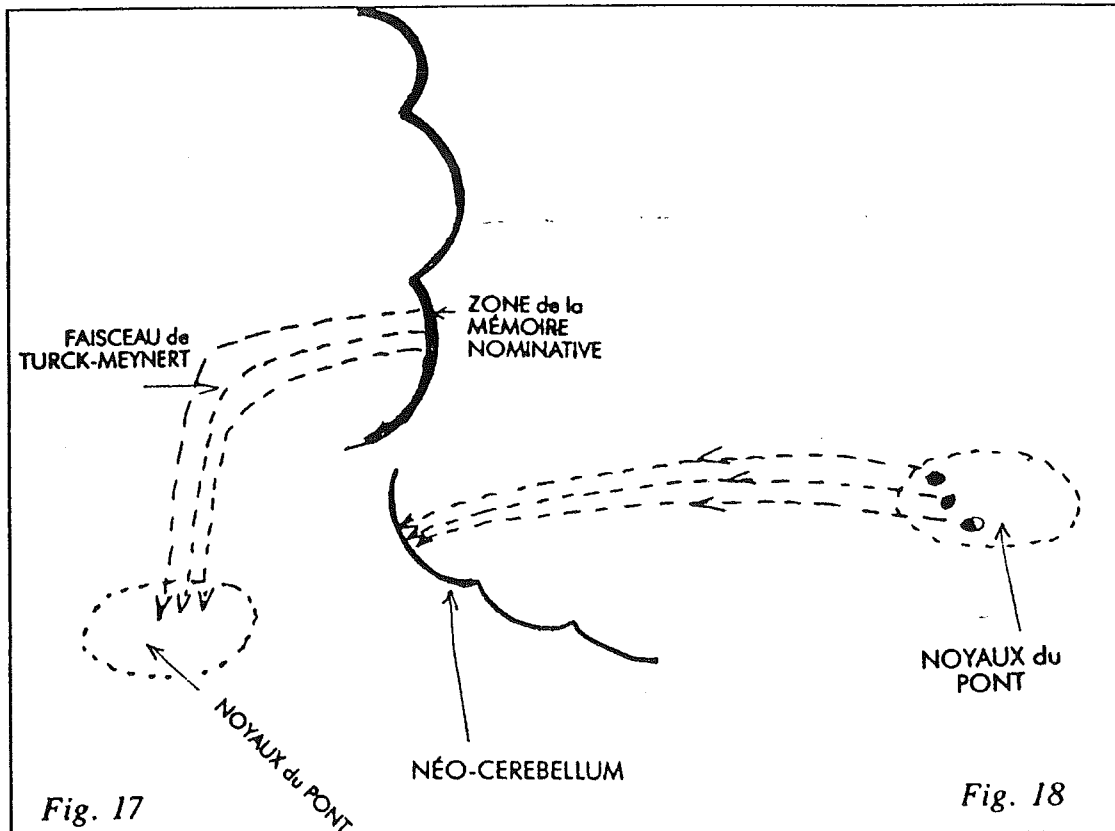 FAISCEAU de
TURCK-MEYNERT
ZONE de la
MÉMOIRE
NOMINATIVE
NOYAUX du PONT
Fig. 17
NÉO-CEREBELLUM
NOYAUX du
PONT
Fig. 18